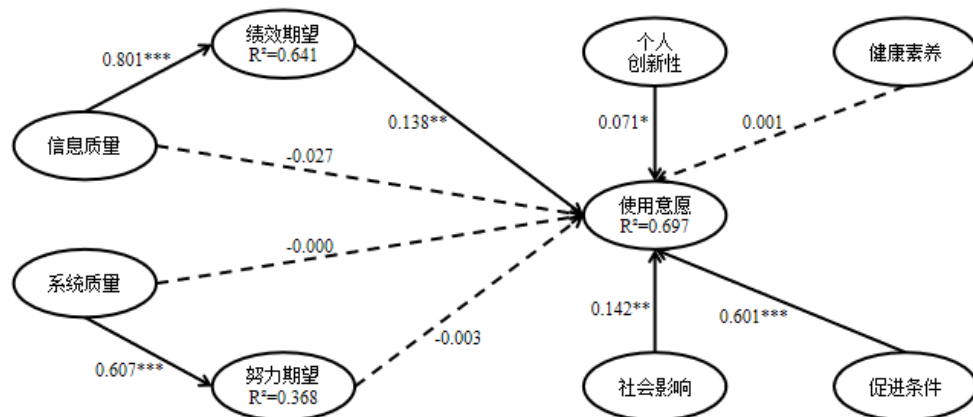 绩效期望
R²=0.641
个人
创新性
健康素养
0.801***
信息质量
0.138**
0.071*
0.001
-0.027
使用意愿
R²=0.697
-0.000
系统质量
0.142**
0.601***
-0.003
0.607***
努力期望
R²=0.368
社会影响
促进条件